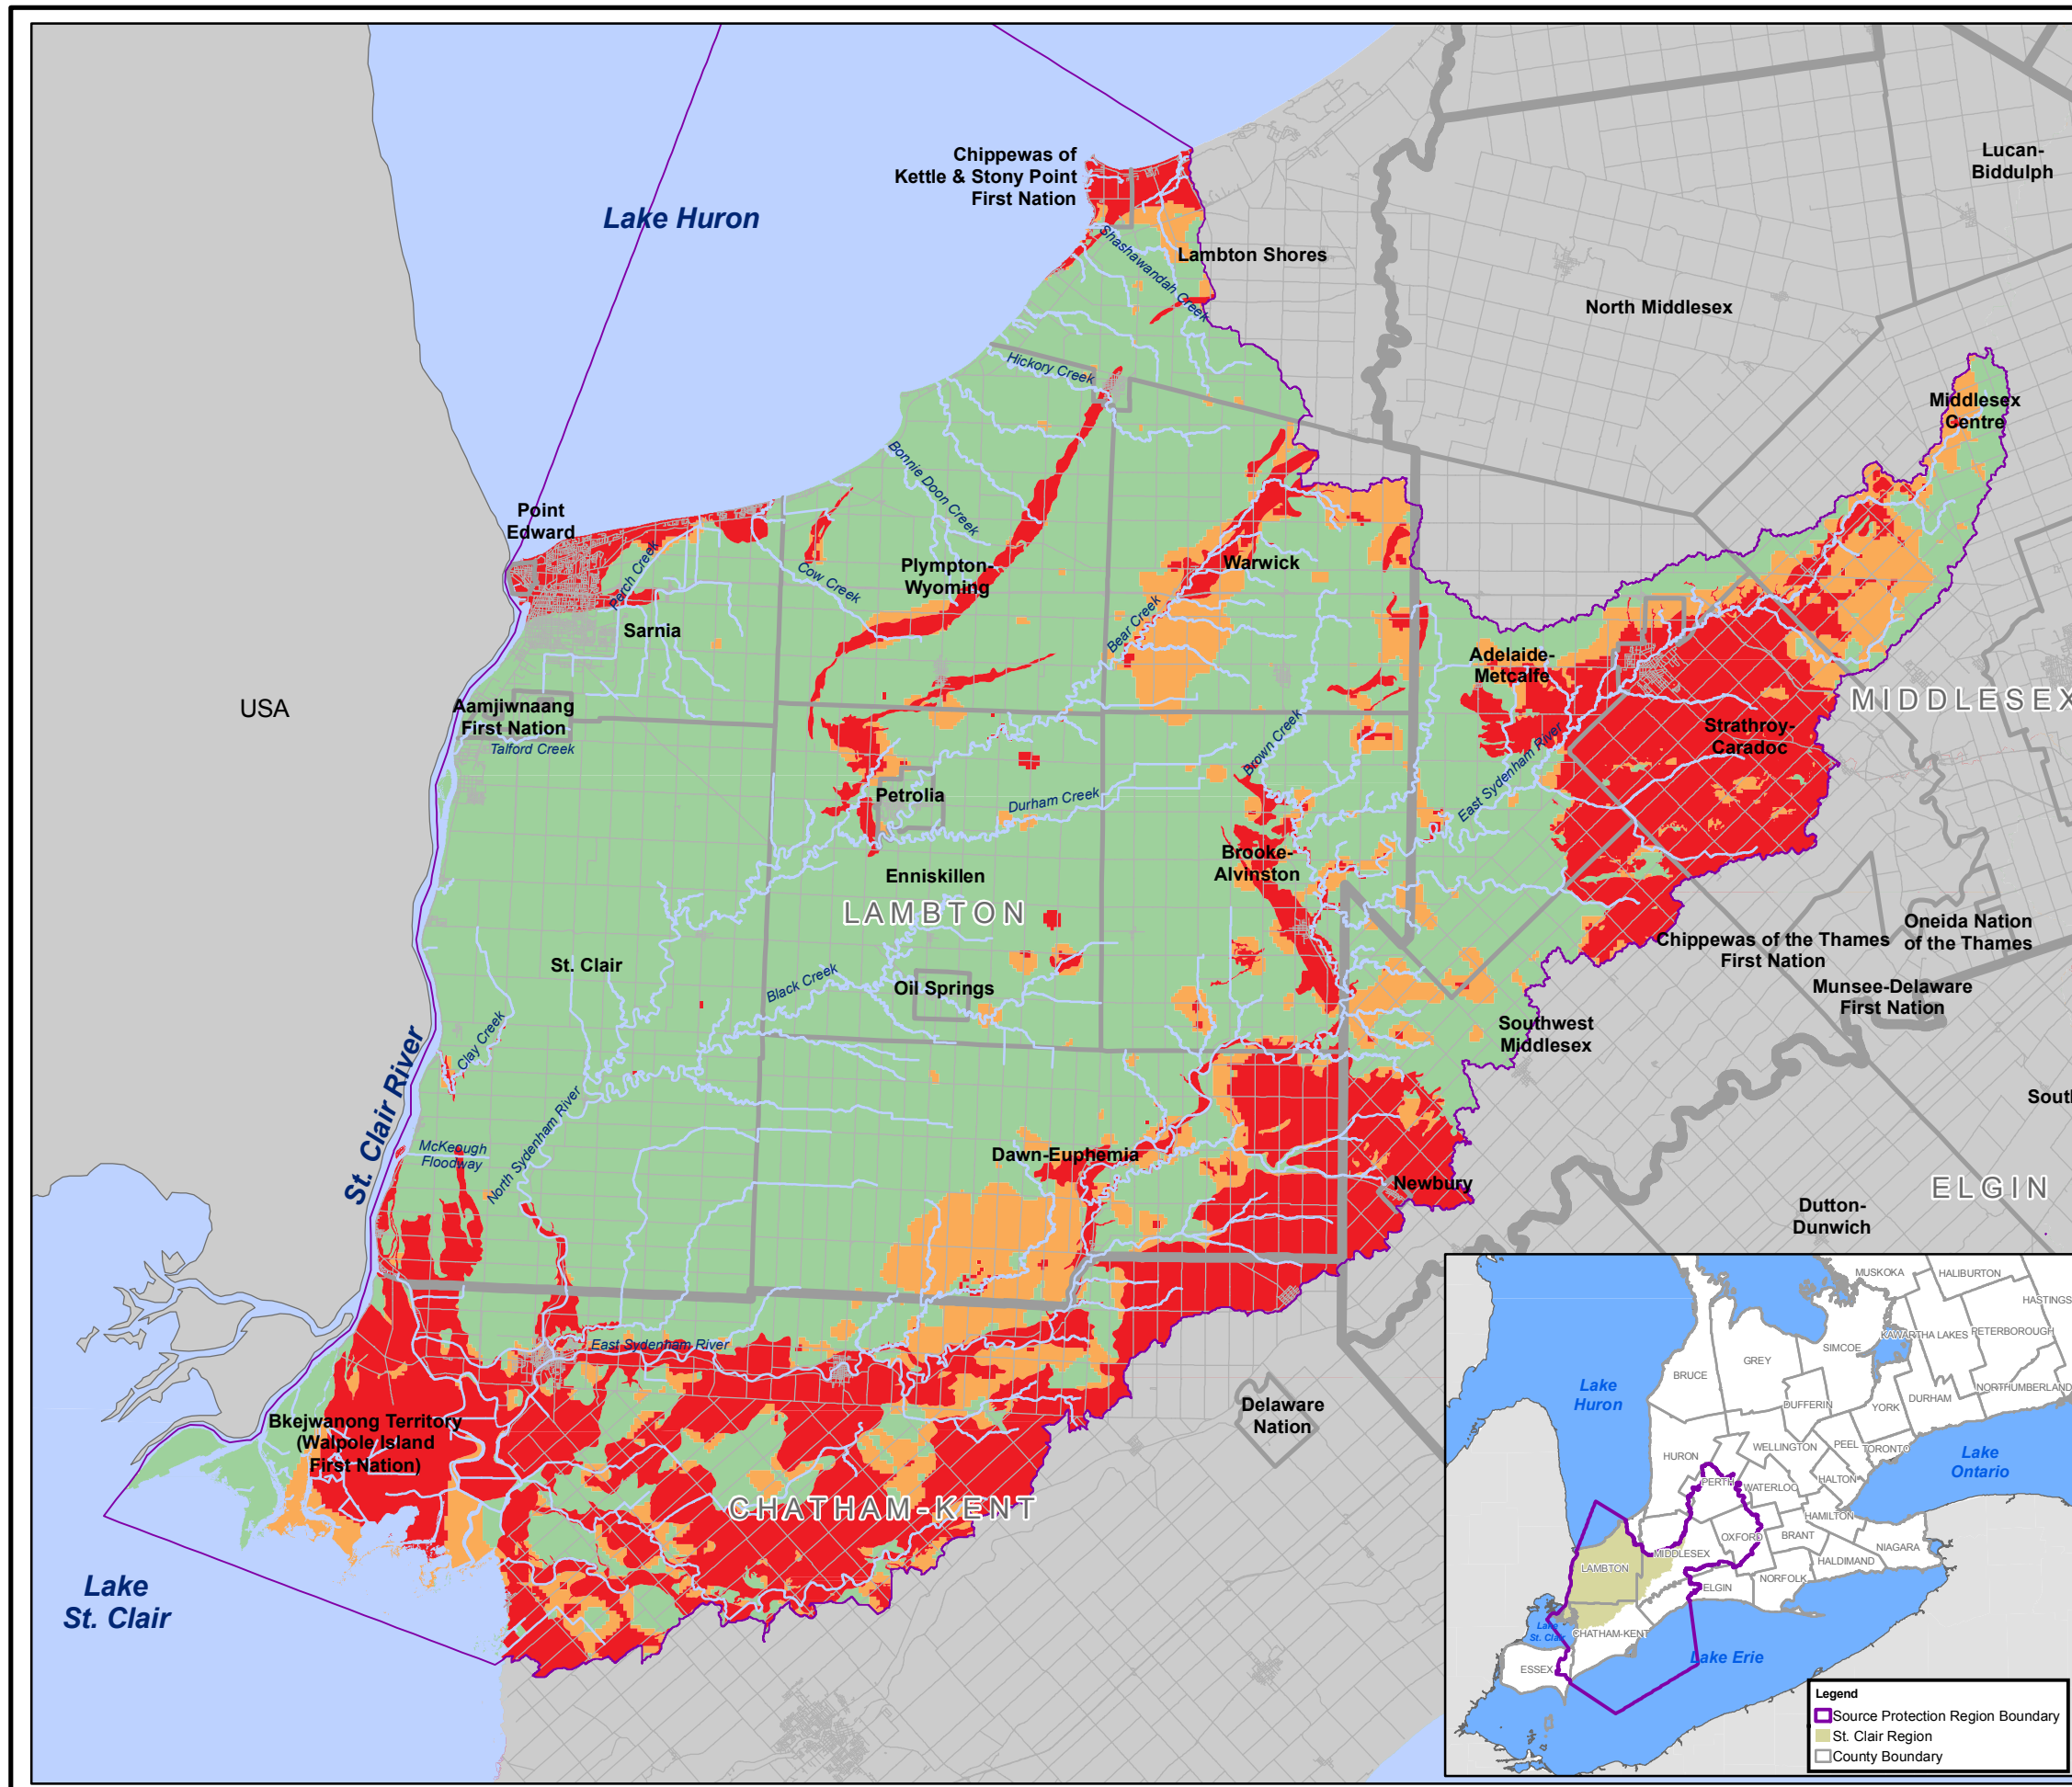 Lucan-
Biddulph
Chippewas of
Kettle & Stony Point
First Nation
Lake Huron
Shashawandah Creek
Lambton Shores
North Middlesex
Hickory Creek
Middlesex
Centre
Bonnie Doon Creek
Point
Edward
Perch Creek
Cow Creek
Plympton-
Wyoming
Warwick
Bear Creek
Sarnia
Adelaide-
Metcalfe
USA
Aamjiwnaang
First Nation
Talford Creek
MIDDLESEX
Strathroy-
Caradoc
Brown Creek
East Sydenham River
Petrolia
Durham Creek
Brooke-
Alvinston
Enniskillen
LAMBTON
Oneida Nation
of the Thames
Chippewas of the Thames
First Nation
St. Clair
Black Creek
Oil Springs
Munsee-Delaware
First Nation
Southwest
Middlesex
Clay Creek
St. Clair River
North Sydenham River
Sout
McKeough
Floodway
Dawn-Euphemia
Newbury
ELGIN
Dutton-
Dunwich
East Sydenham River
Delaware
Nation
Bkejwanong Territory
(Walpole Island
First Nation)
CHATHAM-KENT
Lake
St. Clair
MUSKOKA
HALIBURTON
HASTINGS
KAWARTHA LAKES
PETERBOROUGH
SIMCOE
GREY
BRUCE
NORTHUMBERLAND
DURHAM
Lake
Huron
DUFFERIN
YORK
HURON
WELLINGTON
PEEL
TORONTO
Lake
Ontario
PERTH
WATERLOO
HALTON
HAMILTON
OXFORD
BRANT
NIAGARA
MIDDLESEX
HALDIMAND
LAMBTON
NORFOLK
ELGIN
Lake
St. Clair
CHATHAM-KENT
Lake Erie
ESSEX
Legend
Source Protection Region Boundary
St. Clair Region
County Boundary